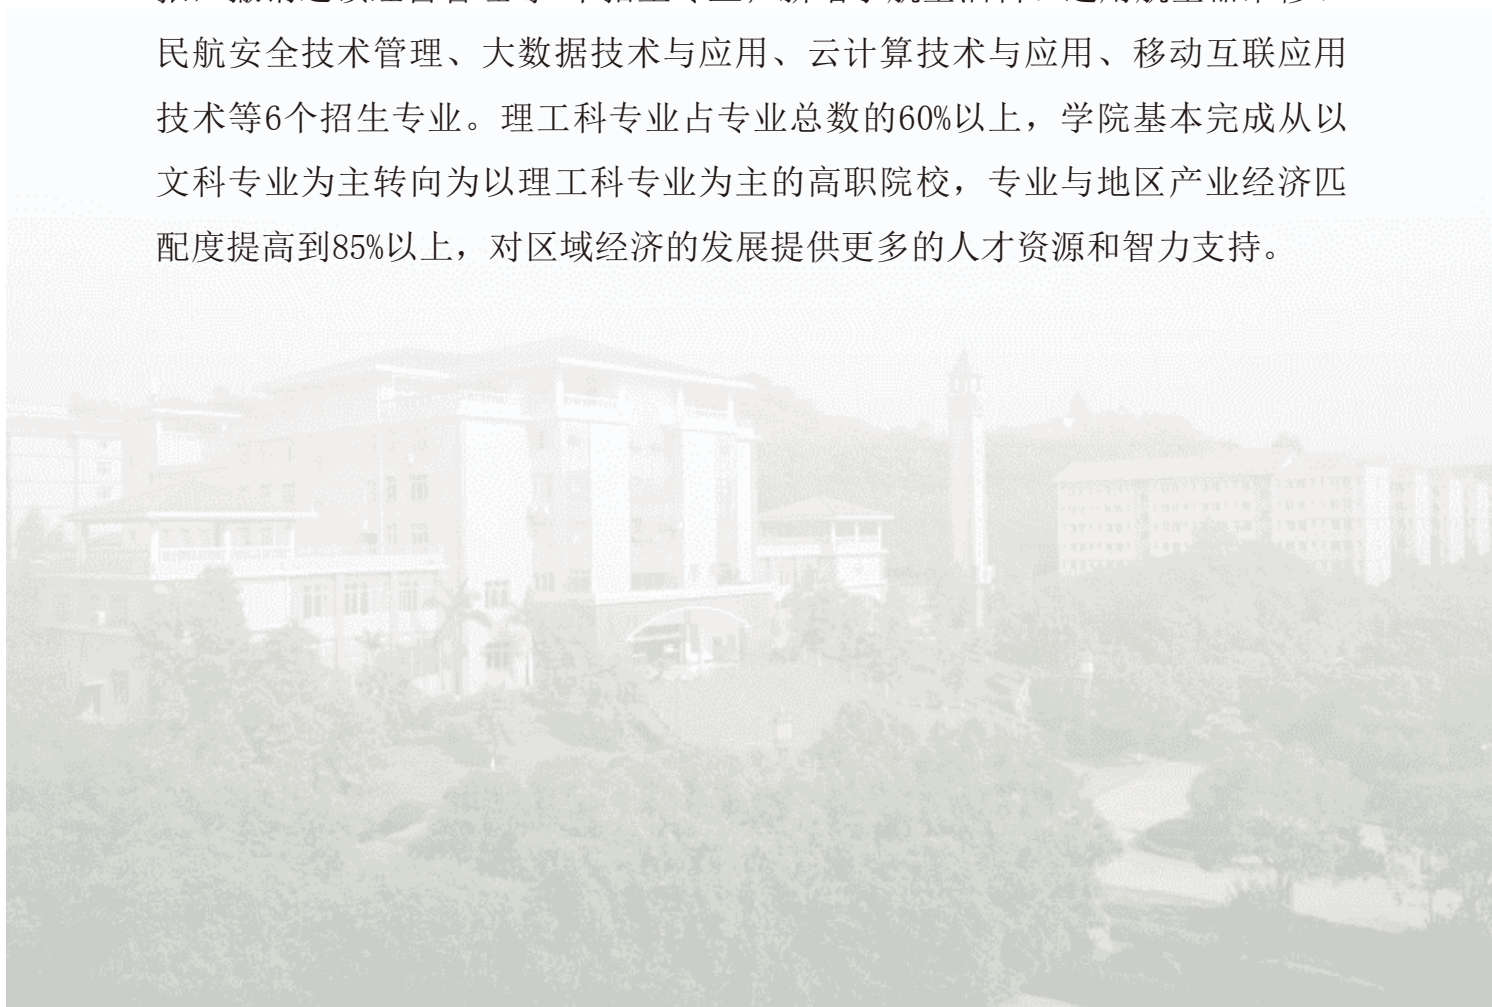 民航安全技术管理、大数据技术与应用、云计算技术与应用、移动互联应用
技术等6个招生专业。理工科专业占专业总数的60%以上，学院基本完成从以
文科专业为主转向为以理工科专业为主的高职院校，专业与地区产业经济匹
配度提高到85%以上，对区域经济的发展提供更多的人才资源和智力支持。